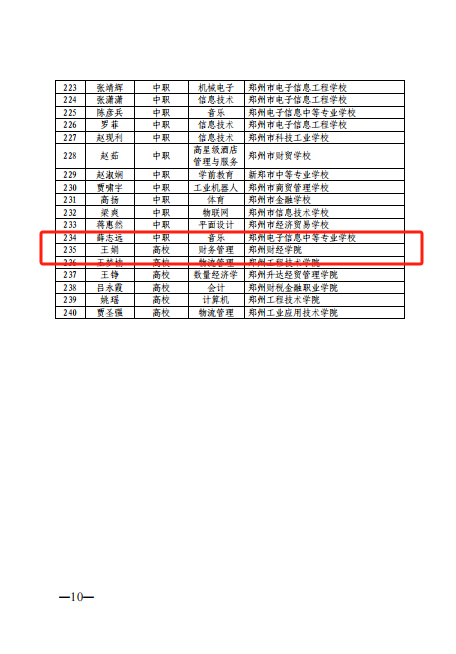 223 张靖辉 中职 机械电子 郑州市电子信息工程学校
224 张潇潇 中职 信息技术 郑州市电子信息工程学校
225 陈彦兵 中职 音乐 郑州电子信息中等专业学校
226 罗菲 中职 信息技术 郑州市电子信息工程学校
227 赵现利 中职 信息技术 郑州市科技工业学校
228 赵茹 中职 高星级酒店管理与服务 郑州市财贸学校
229 赵淑娴 中职 学前教育 新郑市中等专业学校
230 贾啸宇 中职 工业机器人 郑州市商贸管理学校
231 高扬 中职 体育 郑州市金融学校
232 梁爽 中职 物联网 郑州市信息技术学校
233 蒋惠然 中职 平面设计 郑州市经济贸易学校
234 薛志远 中职 音乐 郑州电子信息中等专业学校
235 王娟 高校 财务管理 郑州财经学院
236 高校 物流管理 郑州工程技术学院
237 王铮 高校 数量经济学 郑州升达经贸管理学院
238 吕永霞 高校 会计 郑州财税金融职业学院
239 姚瑶 高校 计算机 郑州工程技术学院
240 贾圣强 高校 物流管理 郑州工业应用技术学院
—10—